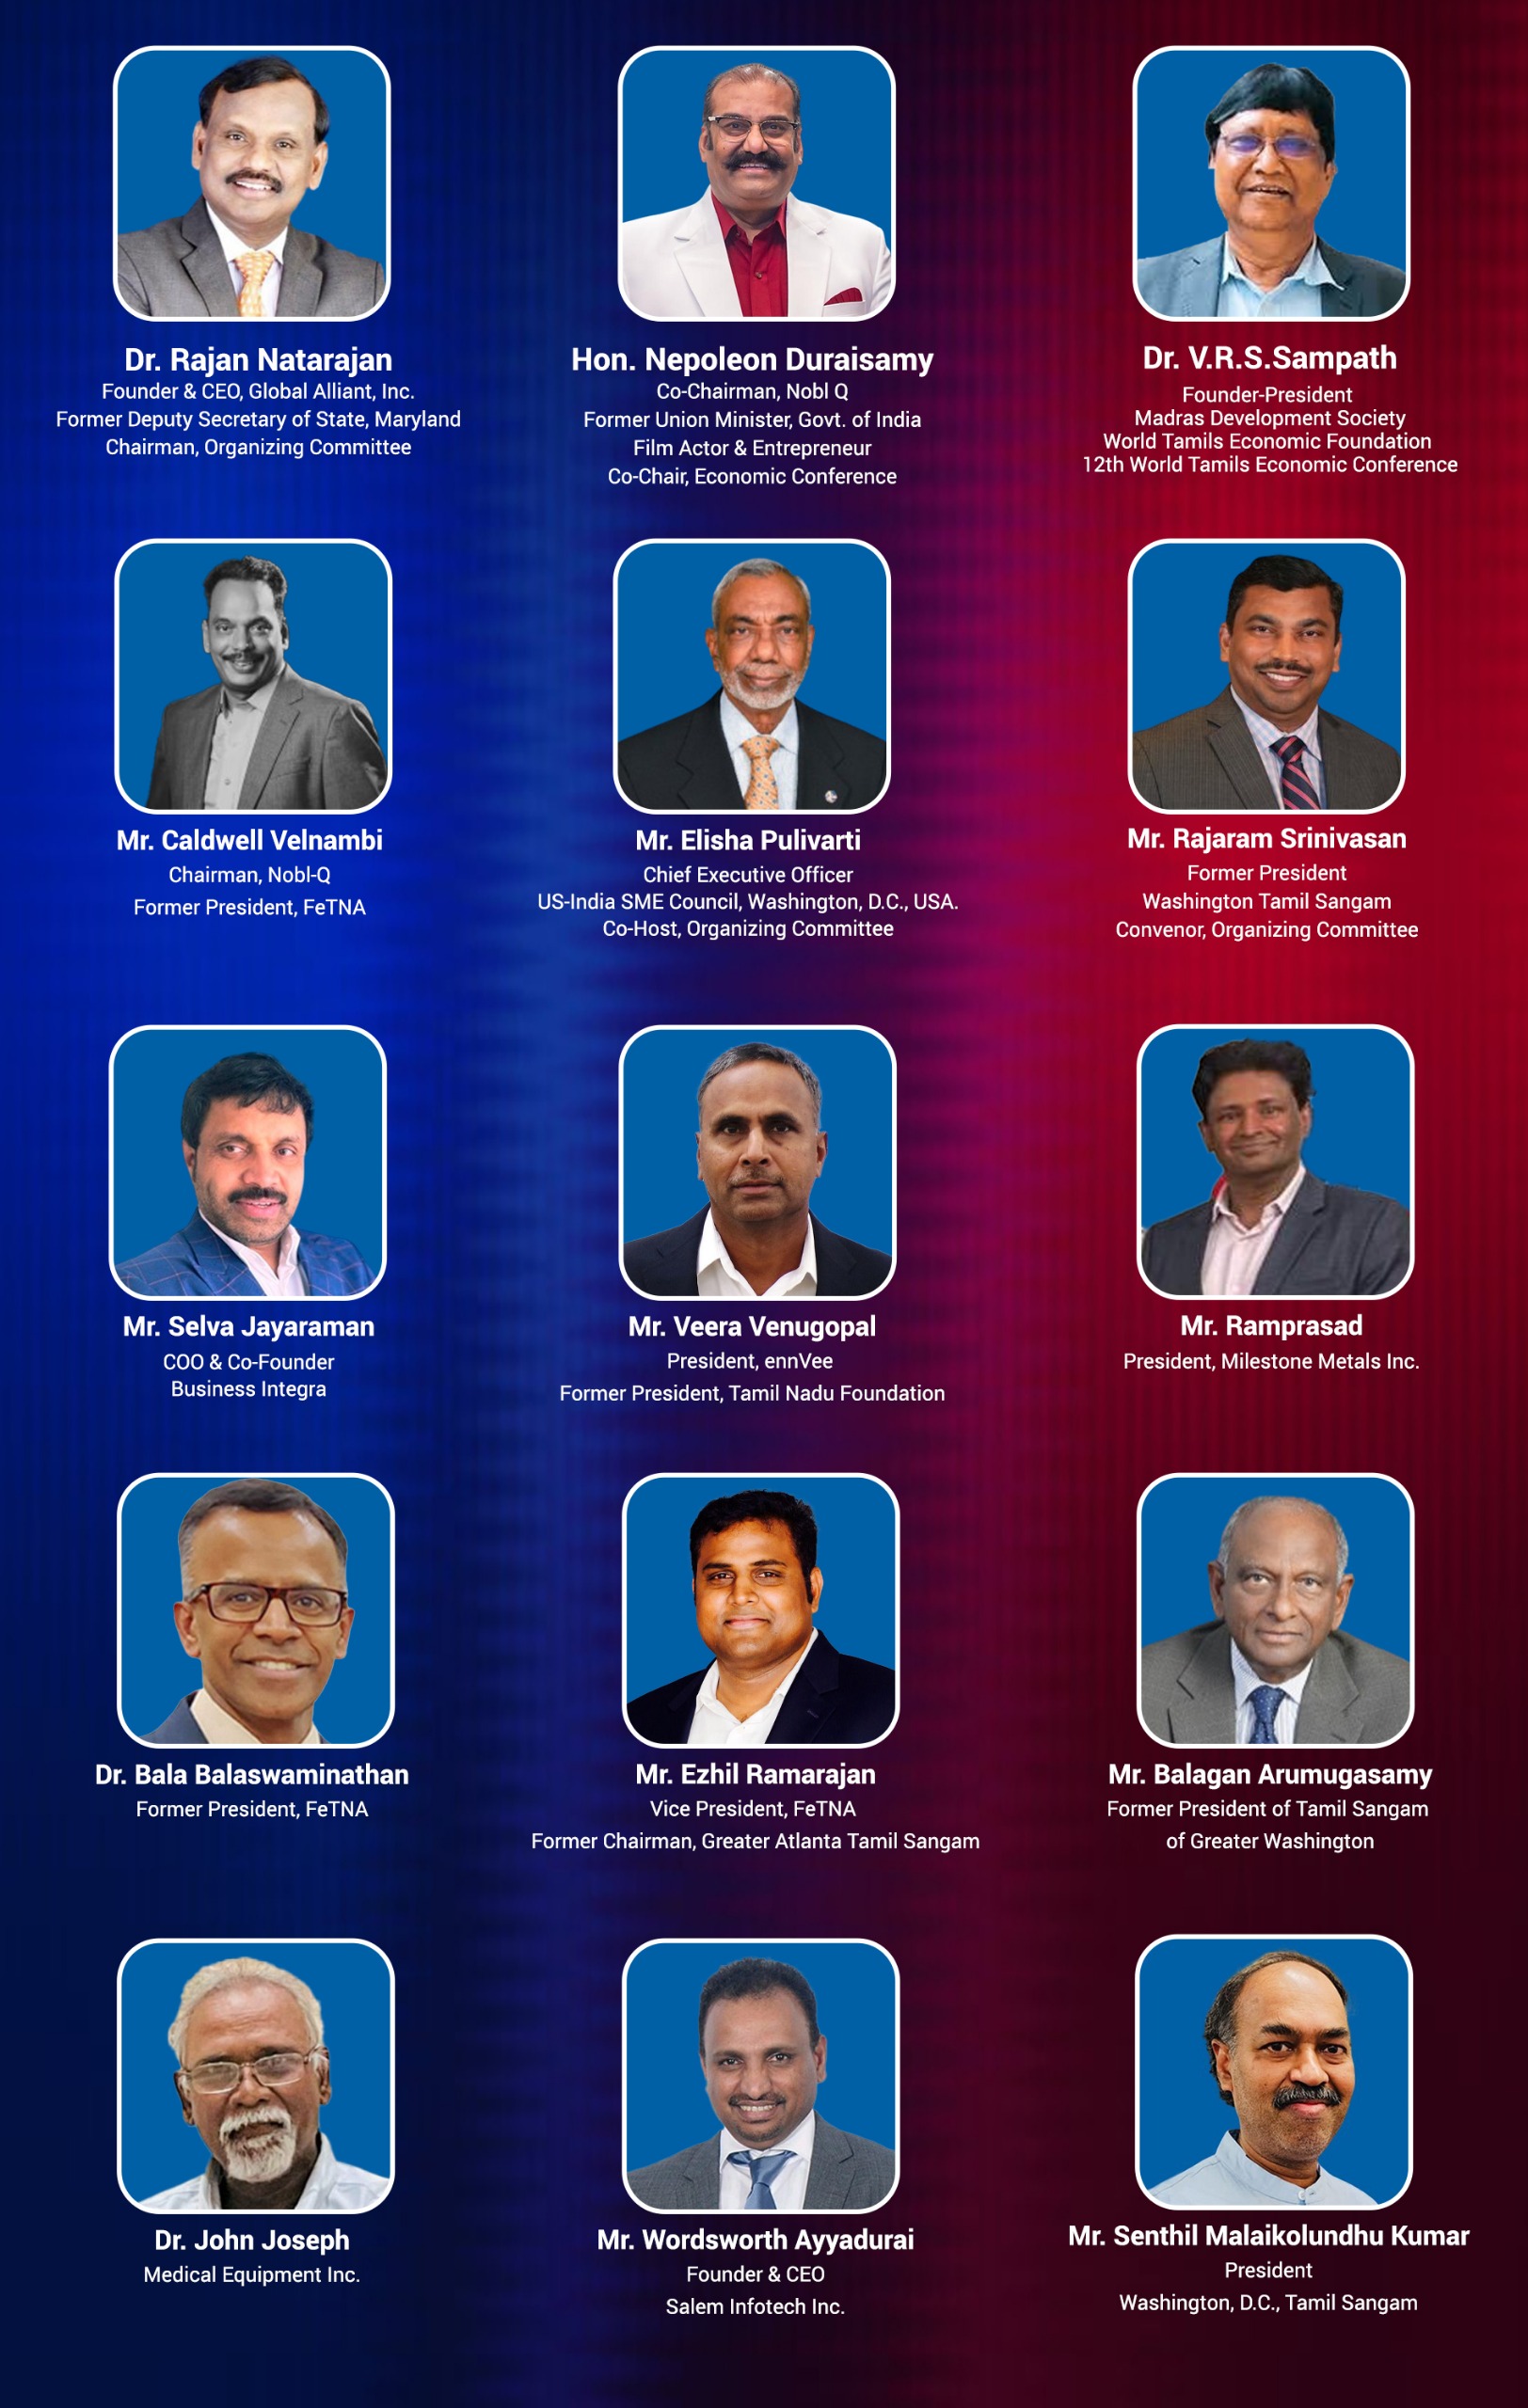 Dr. Rajan Natarajan
Founder & CEO, Global Alliant, Inc.
Former Deputy Secretary of State, Maryland
Chairman, Organizing Committee
Hon. Nepoleon Duraisamy
Co-Chairman, Nobl Q
Former Union Minister, Govt. of India
Film Actor & Entrepreneur
Co-Chair, Economic Conference
Dr. V.R.S.Sampath
Founder-President
Madras Development Society
World Tamils Economic Foundation
12th World Tamils Economic Conference
Mr. Caldwell Velnambi
Chairman, Nobl-Q
Former President, FeTNA
Mr. Elisha Pulivarti
Chief Executive Officer
US-India SME Council, Washington, D.C., USA.
Co-Host, Organizing Committee
Mr. Rajaram Srinivasan
Former President
Washington Tamil Sangam
Convenor, Organizing Committee
Mr. Selva Jayaraman
COO & Co-Founder
Business Integra
Mr. Veera Venugopal
President, ennVee
Former President, Tamil Nadu Foundation
Mr. Ramprasad
President, Milestone Metals Inc.
Dr. Bala Balaswaminathan
Former President, FeTNA
Mr. Ezhil Ramarajan
Vice President, FeTNA
Former Chairman, Greater Atlanta Tamil Sangam
Mr. Balagan Arumugasamy
Former President of Tamil Sangam
of Greater Washington
Dr. John Joseph
Medical Equipment Inc.
Mr. Wordsworth Ayyadurai
Founder & CEO
Salem Infotech Inc.
Mr. Senthil Malaikolundhu Kumar
President
Washington, D.C., Tamil Sangam